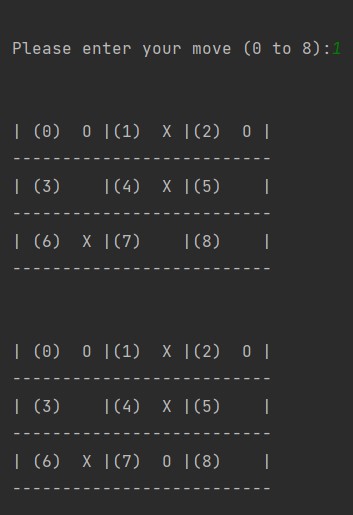 Please enter your move (0 to 8):1
| (0)  O |(1)  X |(2)  O |
--------------------------
| (3)    |(4)  X |(5)    |
--------------------------
| (6)  X |(7)    |(8)    |
--------------------------
| (0)  O |(1)  X |(2)  O |
--------------------------
| (3)    |(4)  X |(5)    |
--------------------------
| (6)  X |(7)  O |(8)    |
--------------------------